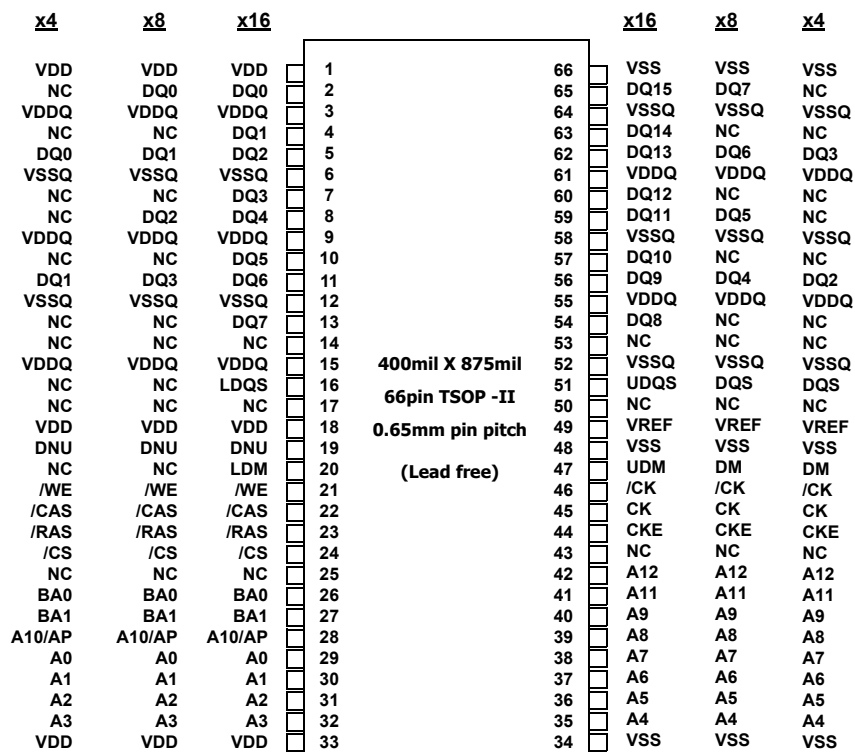 x4 x8 x16 x16 x8 x4
VDD VDD VDD 1 66 VSS VSS VSS
NC DQ0 DQ0 2 65 DQ15 DQ7 NC
VDDQ VDDQ VDDQ 3 64 VSSQ VSSQ VSSQ
NC NC DQ1 4 63 DQ14 NC NC
DQ0 DQ1 DQ2 5 62 DQ13 DQ6 DQ3
VSSQ VSSQ VSSQ 6 61 VDDQ VDDQ VDDQ
NC NC DQ3 7 60 DQ12 NC NC
NC DQ2 DQ4 8 59 DQ11 DQ5 NC
VDDQ VDDQ VDDQ 9 58 VSSQ VSSQ VSSQ
NC NC DQ5 10 57 DQ10 NC NC
DQ1 DQ3 DQ6 11 56 DQ9 DQ4 DQ2
VSSQ VSSQ VSSQ 12 55 VDDQ VDDQ VDDQ
NC NC DQ7 13 54 DQ8 NC NC
NC NC NC 14 53 NC NC NC
VDDQ VDDQ VDDQ 15 400mil X 875mil 52 VSSQ VSSQ VSSQ
NC NC LDQS 16 51 UDQS DQS DQS
66pin TSOP -II
NC NC NC 17 50 NC NC NC
VDD VDD VDD 18 0.65mm pin pitch 49 VREF VREF VREF
DNU DNU DNU 19 48 VSS VSS VSS
NC NC LDM 20 (Lead free) 47 UDM DM DM
/WE /WE /WE 21 46 /CK /CK /CK
/CAS /CAS /CAS 22 45 CK CK CK
/RAS /RAS /RAS 23 44 CKE CKE CKE
/CS /CS /CS 24 43 NC NC NC
NC NC NC 25 42 A12 A12 A12
BA0 BA0 BA0 26 41 A11 A11 A11
BA1 BA1 BA1 27 40 A9 A9 A9
A10/AP A10/AP A10/AP 28 39 A8 A8 A8
A0 A0 A0 29 38 A7 A7 A7
A1 A1 A1 30 37 A6 A6 A6
A2 A2 A2 31 36 A5 A5 A5
A3 A3 A3 32 35 A4 A4 A4
VDD VDD VDD 33 34 VSS VSS VSS